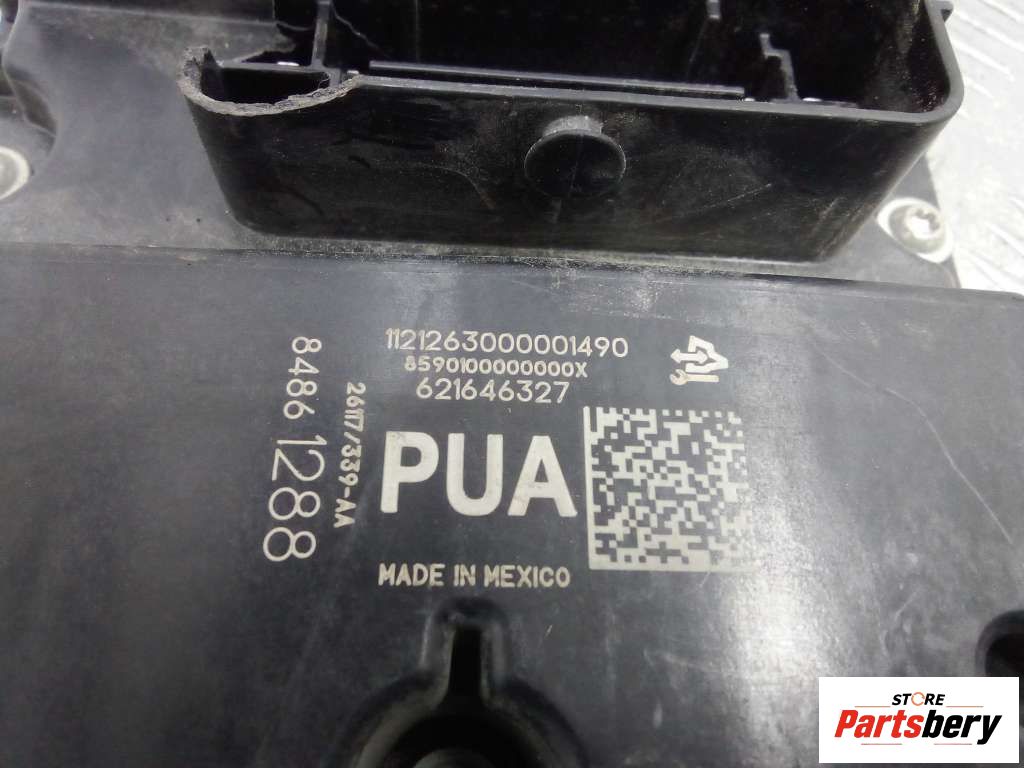 1121263000001490
8590100000000X
621646327
PUA
MADE IN MEXICO
8486 1288
26117/339-AA
STORE
Partsbery